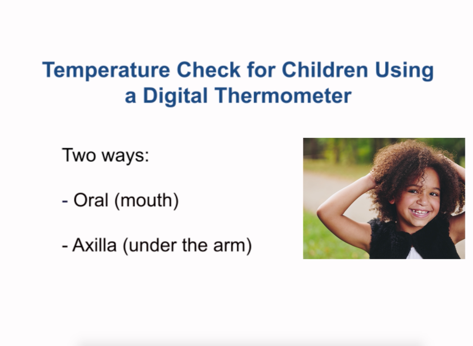 Temperature Check for Children Using
a Digital Thermometer
Two ways:
- Oral (mouth)
- Axilla (under the arm)